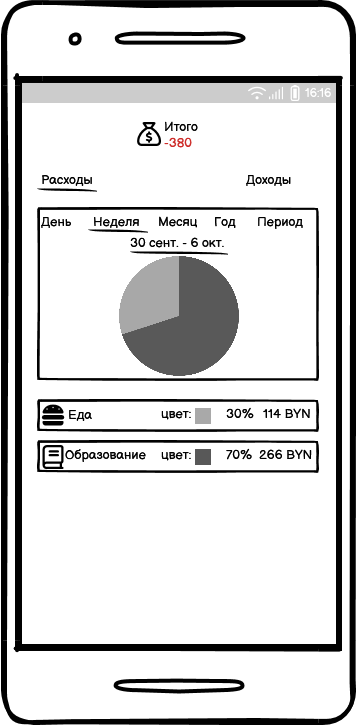 16:16
Итого
-380
Расходы Доходы
День Неделя Месяц Год Период
30 сент. - 6 окт.
Еда цвет: 30% 114 BYN
Образование цвет: 70% 266 BYN